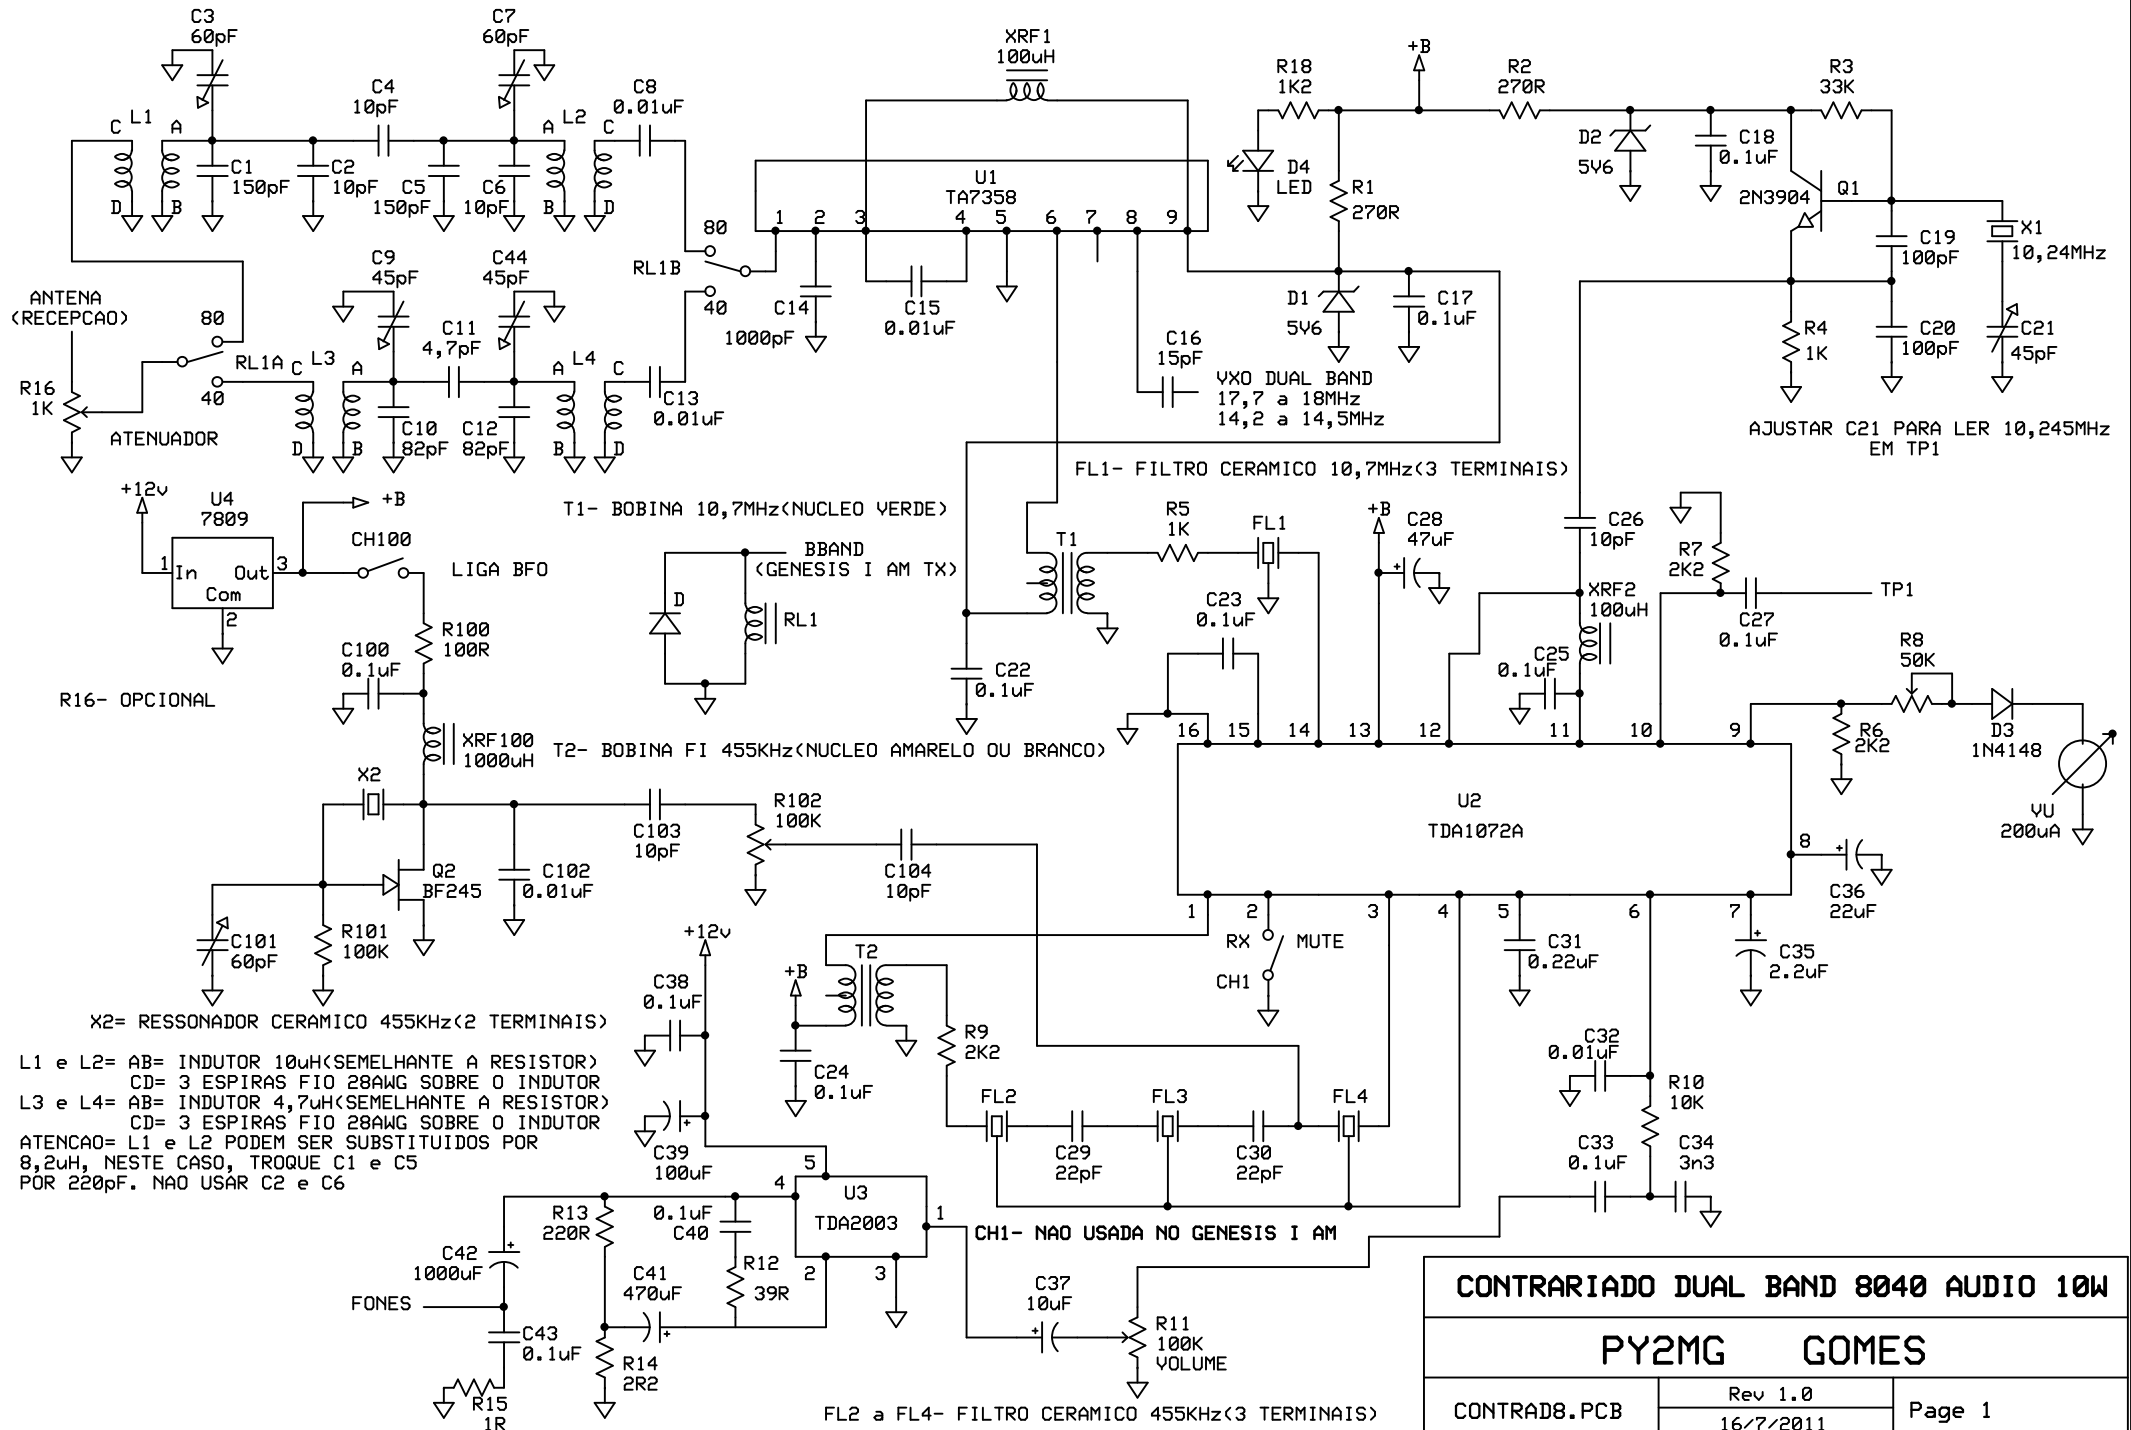 C3
60pF
C7
60pF
XRF1
100uH
+B
R18
1K2
R2
270R
R3
33K
C4
10pF
C8
0.01uF
C L1 A
A L2 C
C1
150pF
C2
10pF
C5
150pF
C6
10pF
D B
B D
U1
TA7358
1 2 3 4 5 6 7 8 9
D4
LED
R1
270R
D2
5V6
C18
0.1uF
2N3904
Q1
X1
10,24MHz
C19
100pF
80
RL1B
40
C9
45pF
C44
45pF
C14
1000pF
C15
0.01uF
D1
5V6
C17
0.1uF
C16
15pF
R4
1K
C20
100pF
C21
45pF
ANTENA
(RECEPCAO)
80
RL1A
40
R16
1K
ATENUADOR
C11
4,7pF
C L3 A
A L4 C
C10
82pF
C12
82pF
C13
0.01uF
D B
B D
VXO DUAL BAND
17,7 a 18MHz
14,2 a 14,5MHz
AJUSTAR C21 PARA LER 10,245MHz
EM TP1
FL1- FILTRO CERAMICO 10,7MHz(3 TERMINAIS)
+12v
U4
7809
+B
1 In Out 3
Com
2
CH100
LIGA BFO
T1- BOBINA 10,7MHz(NUCLEO VERDE)
BBAND
(GENESIS I AM TX)
D
RL1
T1
R5
1K
FL1
+B
C28
47uF
C26
10pF
R7
2K2
XRF2
100uH
C27
0.1uF
TP1
C23
0.1uF
C22
0.1uF
C25
0.1uF
R8
50K
R6
2K2
D3
1N4148
VU
200uA
C100
0.1uF
R100
100R
R16- OPCIONAL
XRF100
1000uH
T2- BOBINA FI 455KHz(NUCLEO AMARELO OU BRANCO)
16 15 14 13 12 11 10 9
U2
TDA1072A
8
1 2 3 4 5 6 7
X2
C103
10pF
R102
100K
C104
10pF
Q2
BF245
C102
0.01uF
C101
60pF
R101
100K
C36
22uF
RX MUTE
CH1
C31
0.22uF
C35
2.2uF
+12v
C38
0.1uF
+B
T2
R9
2K2
C24
0.1uF
X2= RESSONADOR CERAMICO 455KHz(2 TERMINAIS)
L1 e L2= AB= INDUTOR 10uH(SEMELHANTE A RESISTOR)
CD= 3 ESPIRAS FIO 28AWG SOBRE O INDUTOR
L3 e L4= AB= INDUTOR 4,7uH(SEMELHANTE A RESISTOR)
CD= 3 ESPIRAS FIO 28AWG SOBRE O INDUTOR
ATENCAO= L1 e L2 PODEM SER SUBSTITUIDOS POR
8,2uH, NESTE CASO, TROQUE C1 e C5
POR 220pF. NAO USAR C2 e C6
C32
0.01uF
R10
10K
C33
0.1uF
C34
3n3
C39
100uF
FL2
C29
22pF
FL3
C30
22pF
FL4
5
4
U3
TDA2003
1
2 3
R13
220R
0.1uF
C40
CH1- NAO USADA NO GENESIS I AM
C42
1000uF
C41
470uF
R12
39R
FONES
C43
0.1uF
R14
2R2
R15
1R
C37
10uF
R11
100K
VOLUME
FL2 a FL4- FILTRO CERAMICO 455KHz(3 TERMINAIS)
CONTRARIADO DUAL BAND 8040 AUDIO 10W
PY2MG GOMES
CONTRAD8.PCB
Rev 1.0
16/7/2011
Page 1